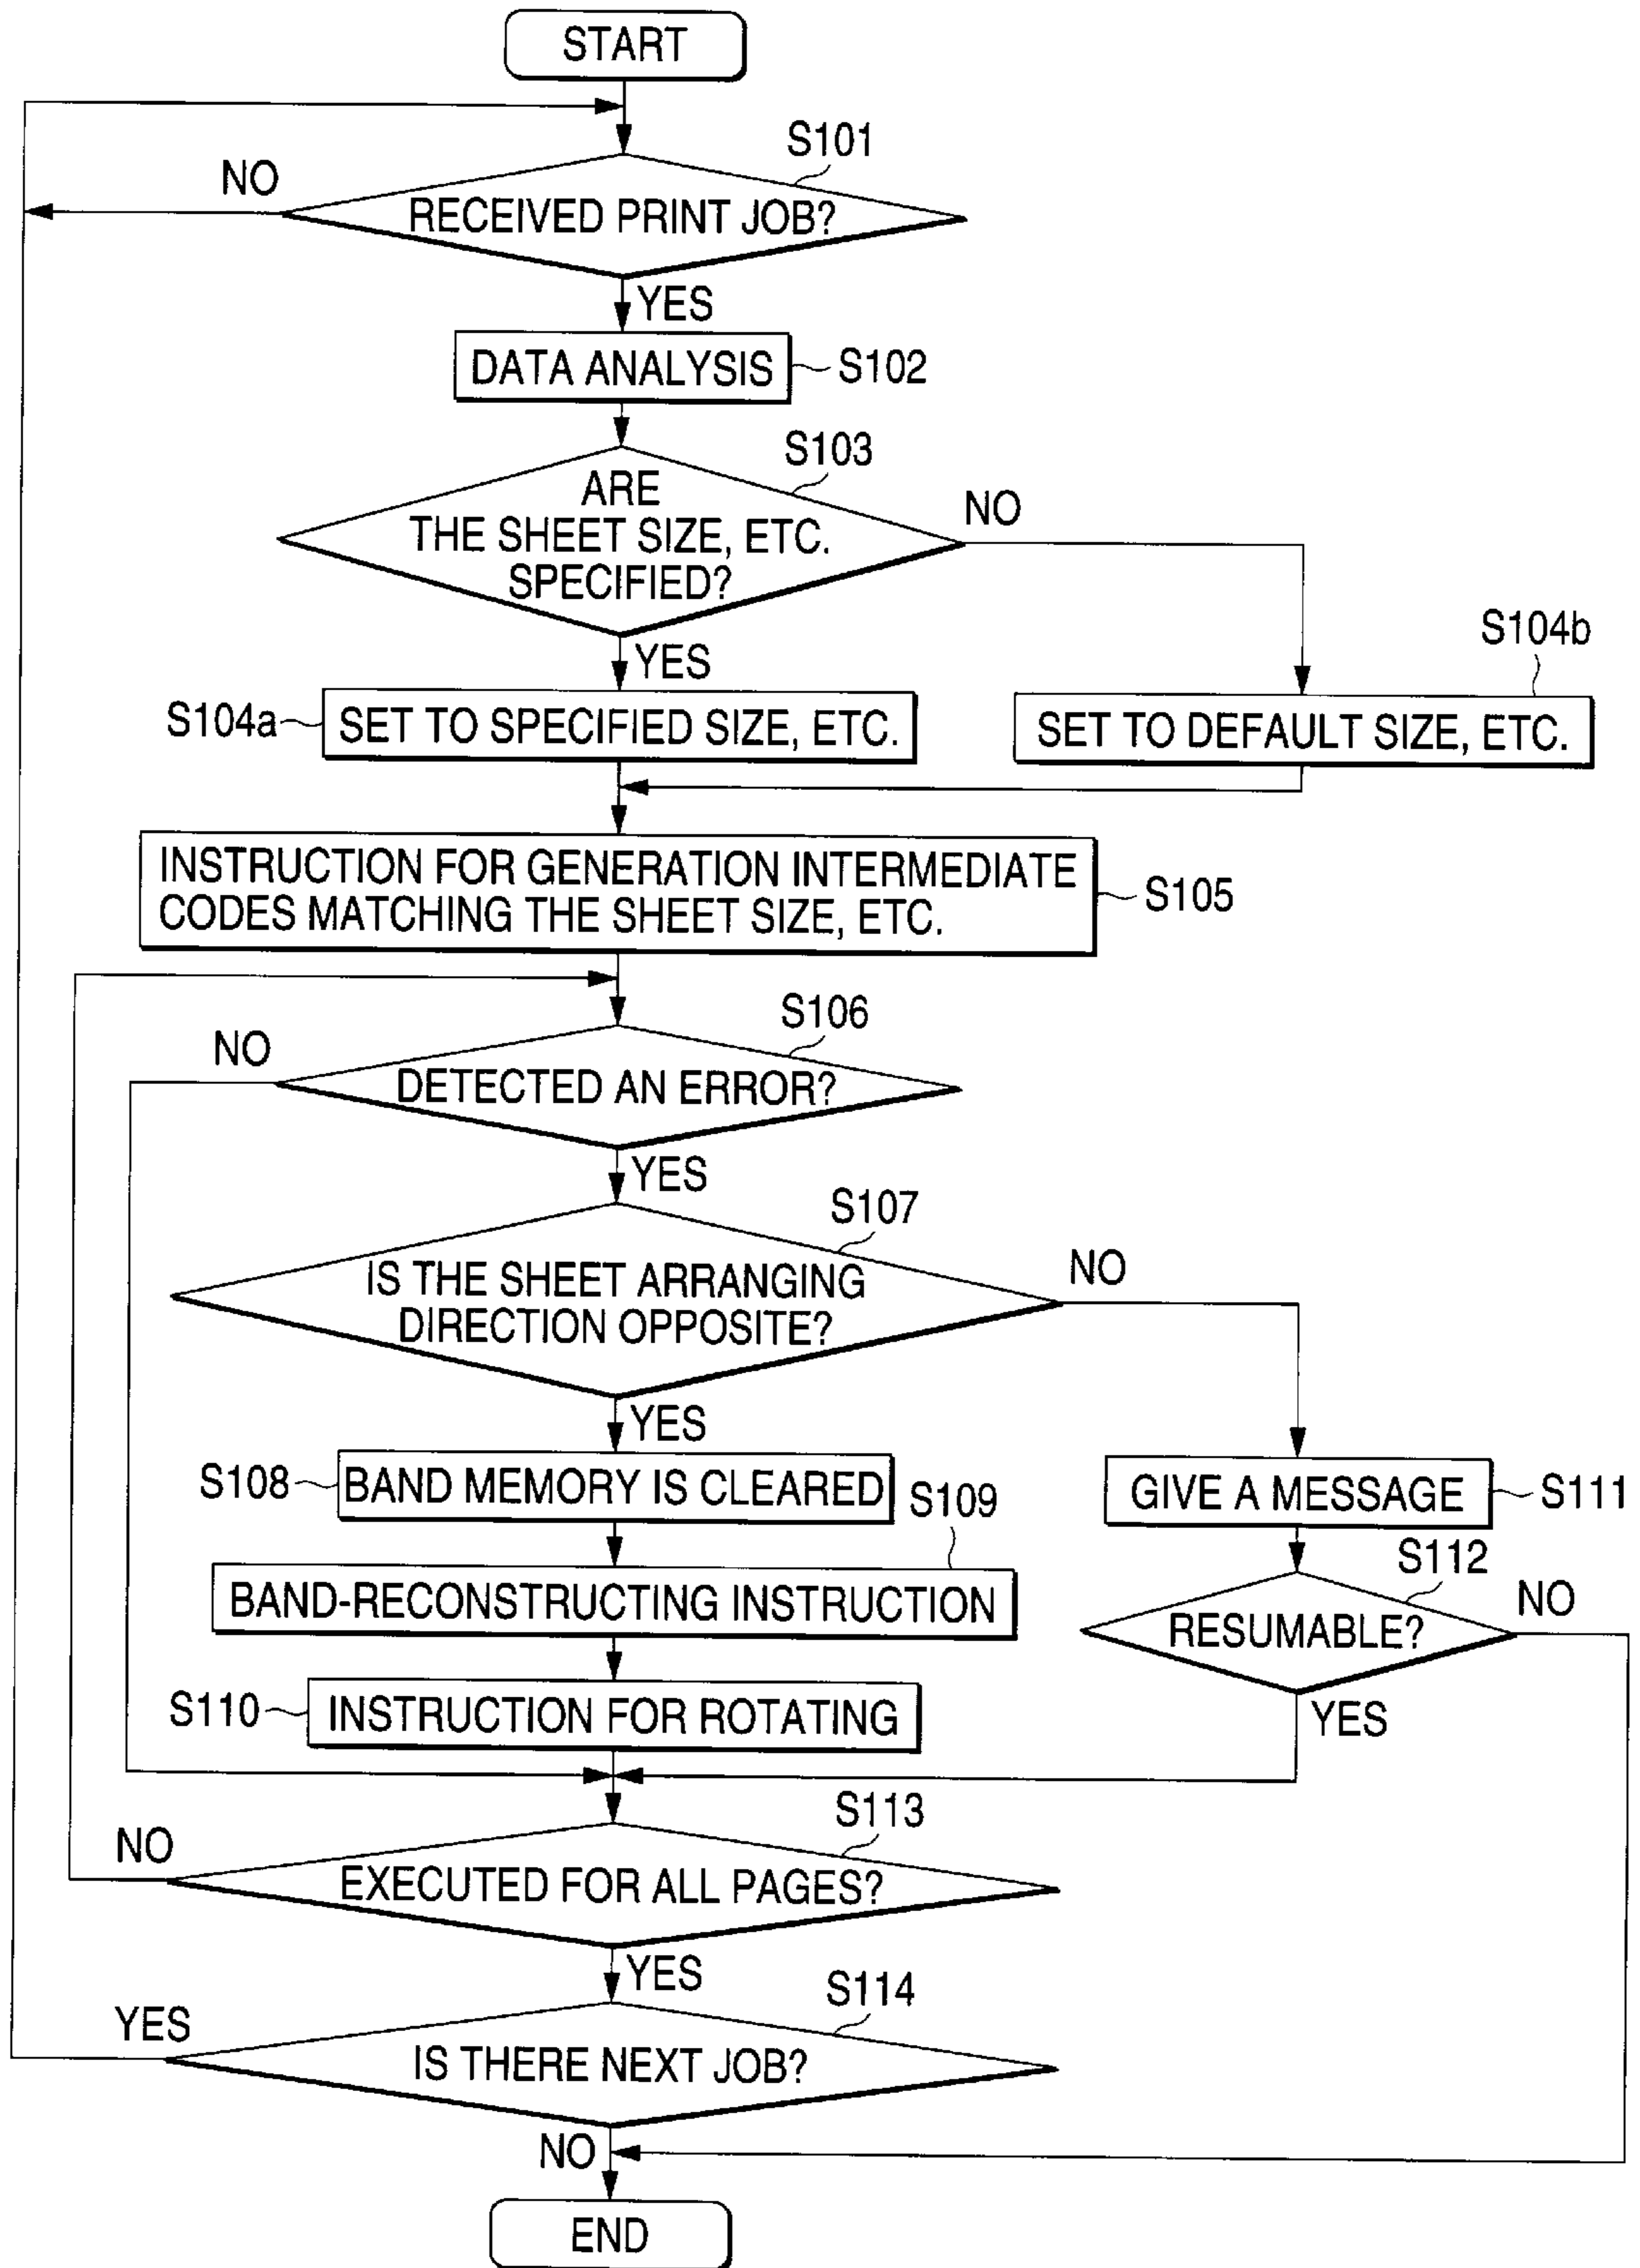 START
S101
NO
RECEIVED PRINT JOB?
YES
DATA ANALYSIS
S102
S103
ARE
THE SHEET SIZE, ETC.
SPECIFIED?
NO
YES
S104b
S104a
SET TO SPECIFIED SIZE, ETC.
SET TO DEFAULT SIZE, ETC.
INSTRUCTION FOR GENERATION INTERMEDIATE
CODES MATCHING THE SHEET SIZE, ETC.
S105
S106
NO
DETECTED AN ERROR?
YES
S107
IS THE SHEET ARRANGING
DIRECTION OPPOSITE?
NO
YES
S108
BAND MEMORY IS CLEARED
S109
GIVE A MESSAGE
S111
BAND-RECONSTRUCTING INSTRUCTION
S112
RESUMABLE?
NO
S110
INSTRUCTION FOR ROTATING
YES
S113
NO
EXECUTED FOR ALL PAGES?
YES
S114
YES
IS THERE NEXT JOB?
NO
END